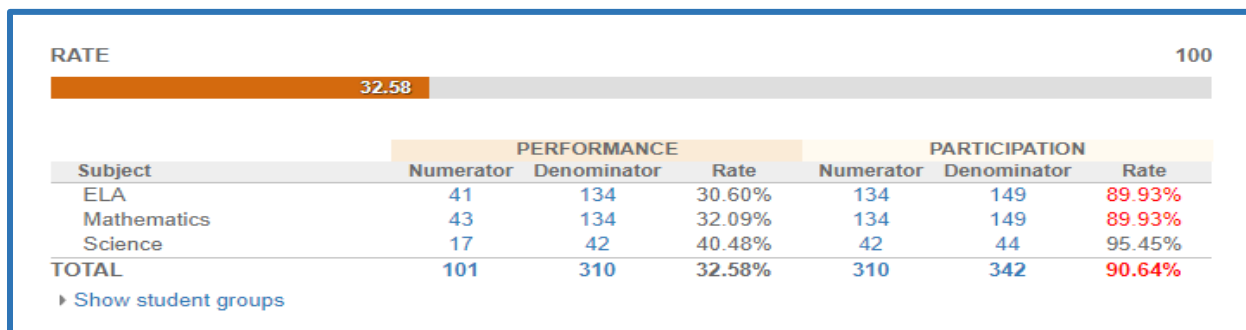 RATE 100
32.58
PERFORMANCE PARTICIPATION
Subject Numerator Denominator Rate Numerator Denominator Rate
ELA 41 134 30.60% 134 149 89.93%
Mathematics 43 134 32.09% 134 149 89.93%
Science 17 42 40.48% 42 44 95.45%
TOTAL 101 310 32.58% 310 342 90.64%
Show student groups